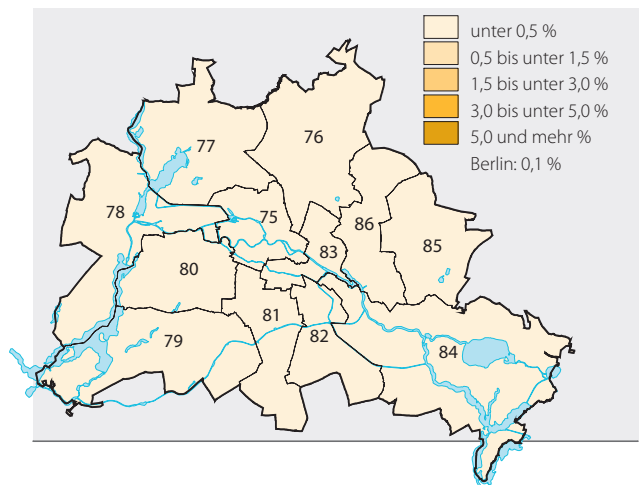 unter 0,5 %
0,5 bis unter 1,5 %
1,5 bis unter 3,0 %
3,0 bis unter 5,0 %
5,0 und mehr %
Berlin: 0,1 %
76
77
78
75
86
85
83
80
81
82
79
84